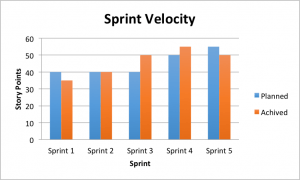 Sprint Velocity
60
50
40
30
20
10
0
Story Points
Sprint 1 Sprint 2 Sprint 3 Sprint 4 Sprint 5
Sprint
Planned
Achived